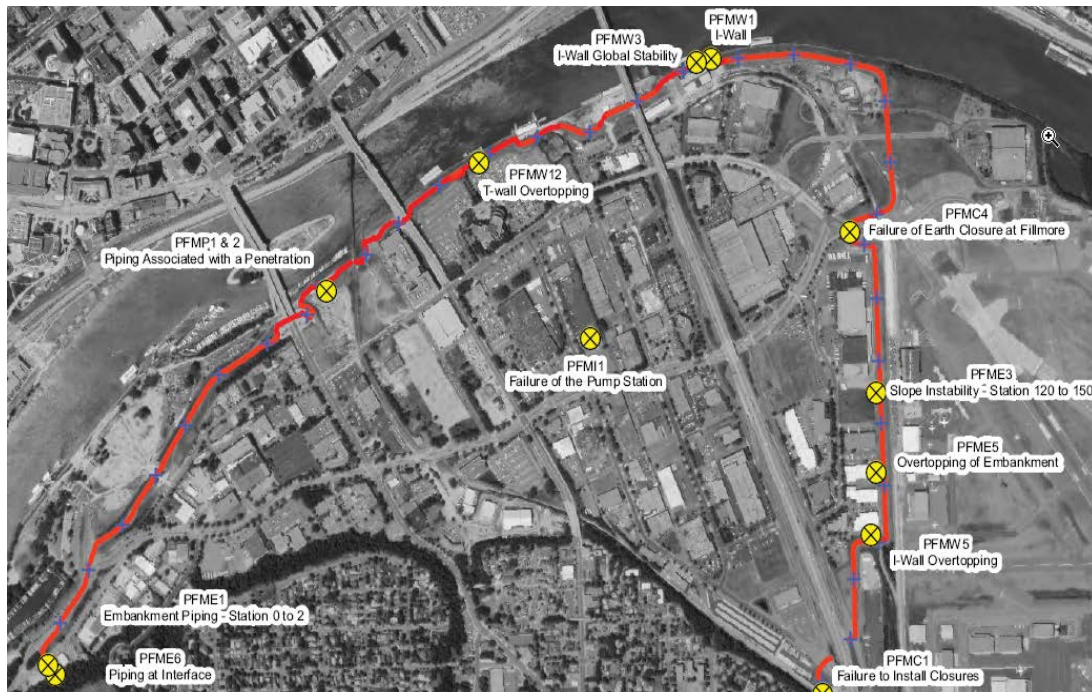 PFMW1
I-Wall
PFMW3
I-Wall Global Stability
PFMW12
T-wall Overtopping
PFMC4
Failure of Earth Closure at Fillmore
PFMP1 & 2
Piping Associated with a Penetration
PFMI1
Failure of the Pump Station
PFME3
Slope Instability - Station 120 to 150
PFME5
Overtopping of Embankment
PFMW5
I-Wall Overtopping
PFME1
Embankment Piping - Station 0 to 2
PFME6
Piping at Interface
PFMC1
Failure to Install Closures